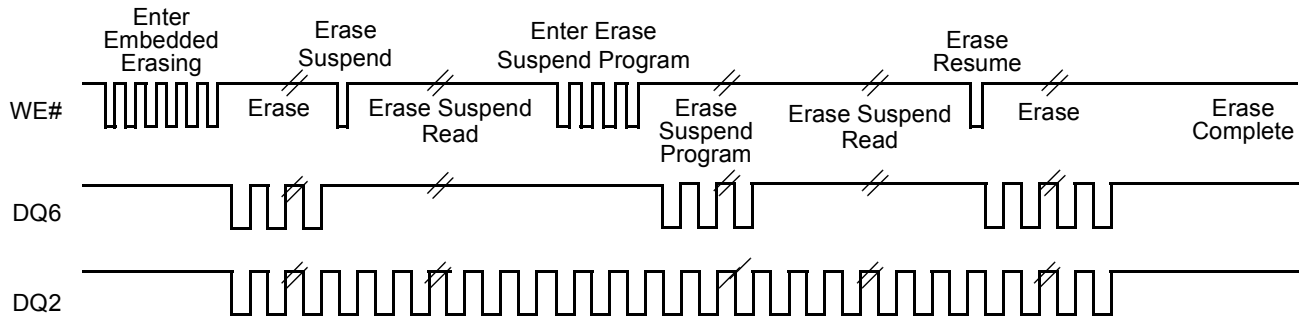 Enter
Embedded
Erasing
Erase
Suspend
Enter Erase
Suspend Program
Erase
Resume
WE#
Erase
Erase Suspend
Read
Erase
Suspend
Program
Erase Suspend
Read
Erase
Erase
Complete
DQ6
DQ2